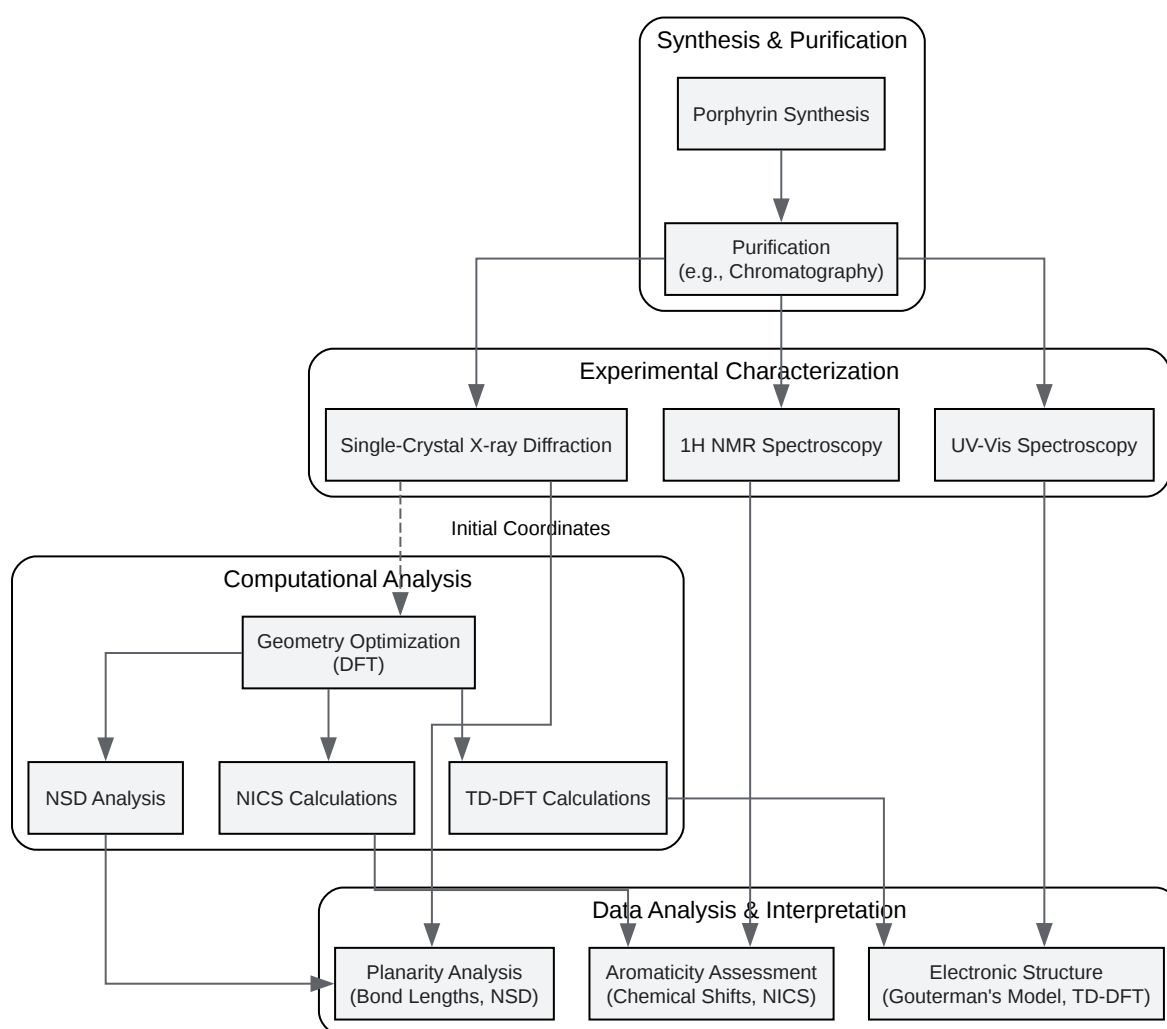 Synthesis & Purification
Porphyrin Synthesis
Purification
(e.g., Chromatography)
Experimental Characterization
Single-Crystal X-ray Diffraction
1H NMR Spectroscopy
UV-Vis Spectroscopy
Initial Coordinates
Computational Analysis
Geometry Optimization
(DFT)
NSD Analysis
NICS Calculations
TD-DFT Calculations
Data Analysis & Interpretation
Planarity Analysis
(Bond Lengths, NSD)
Aromaticity Assessment
(Chemical Shifts, NICS)
Electronic Structure
(Gouterman's Model, TD-DFT)